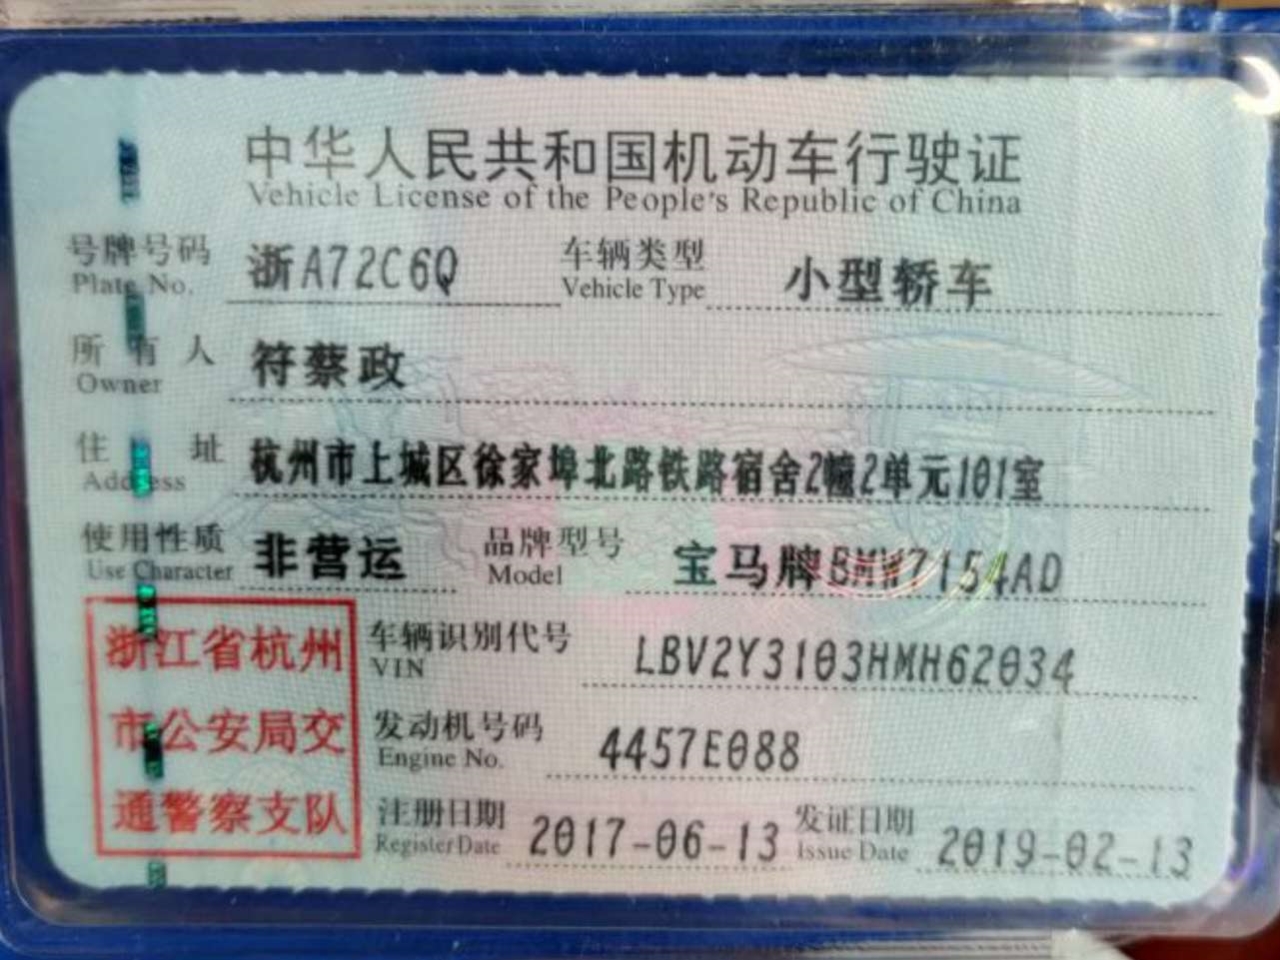 中华人民共和国机动车行驶证
Vehicle License of the People's Republic of China
号牌号码 浙A72C6Q 车辆类型 小型轿车
Plate No. Vehicle Type
所有人 符蔡政
Owner
住址 杭州市上城区徐家埠北路铁路宿舍2幢2单元101室
Address
使用性质 非营运 品牌型号 宝马牌BMW7154AD
Use Character Model
浙江省杭州
市公安局交
通警察支队
车辆识别代号 LBV2Y3103HMH62034
VIN
发动机号码 4457E088
Engine No.
注册日期 2017-06-13 发证日期 2019-02-13
Register Date Issue Date